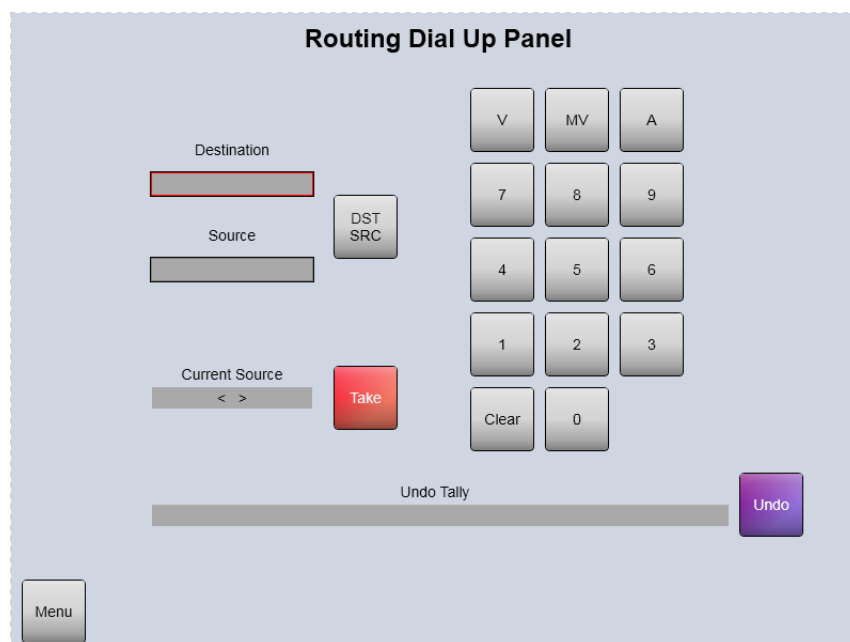 Routing Dial Up Panel
V
MV
A
Destination
7
8
9
DST
SRC
Source
4
5
6
1
2
3
Current Source
< >
Take
Clear
0
Undo Tally
Undo
Menu